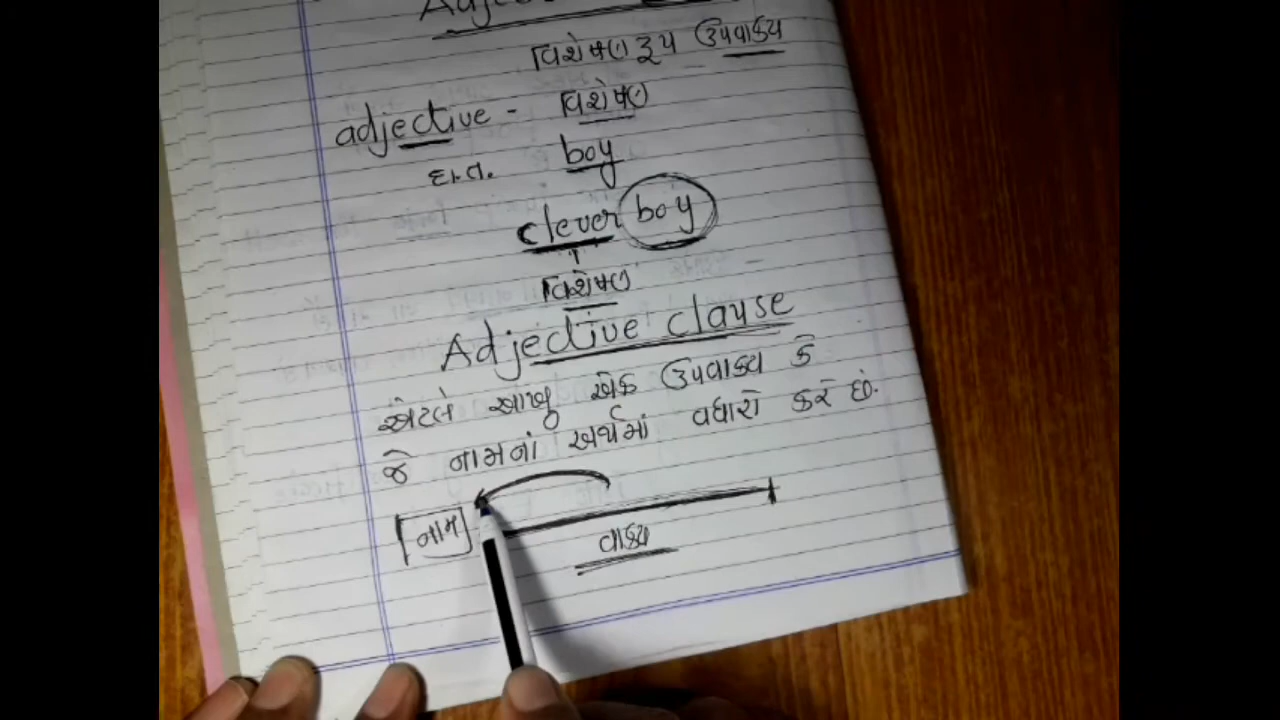 વિશેષણ રૂપ ઉપવાક્ય
adjective - વિશેષણ
દા.ત. boy
clever boy
વિશેષણ
Adjective clause
એટલે આખુ એક ઉપવાક્ય કે
જે નામનાં અર્થમાં વધારો કરે છે.
નામ વાક્ય